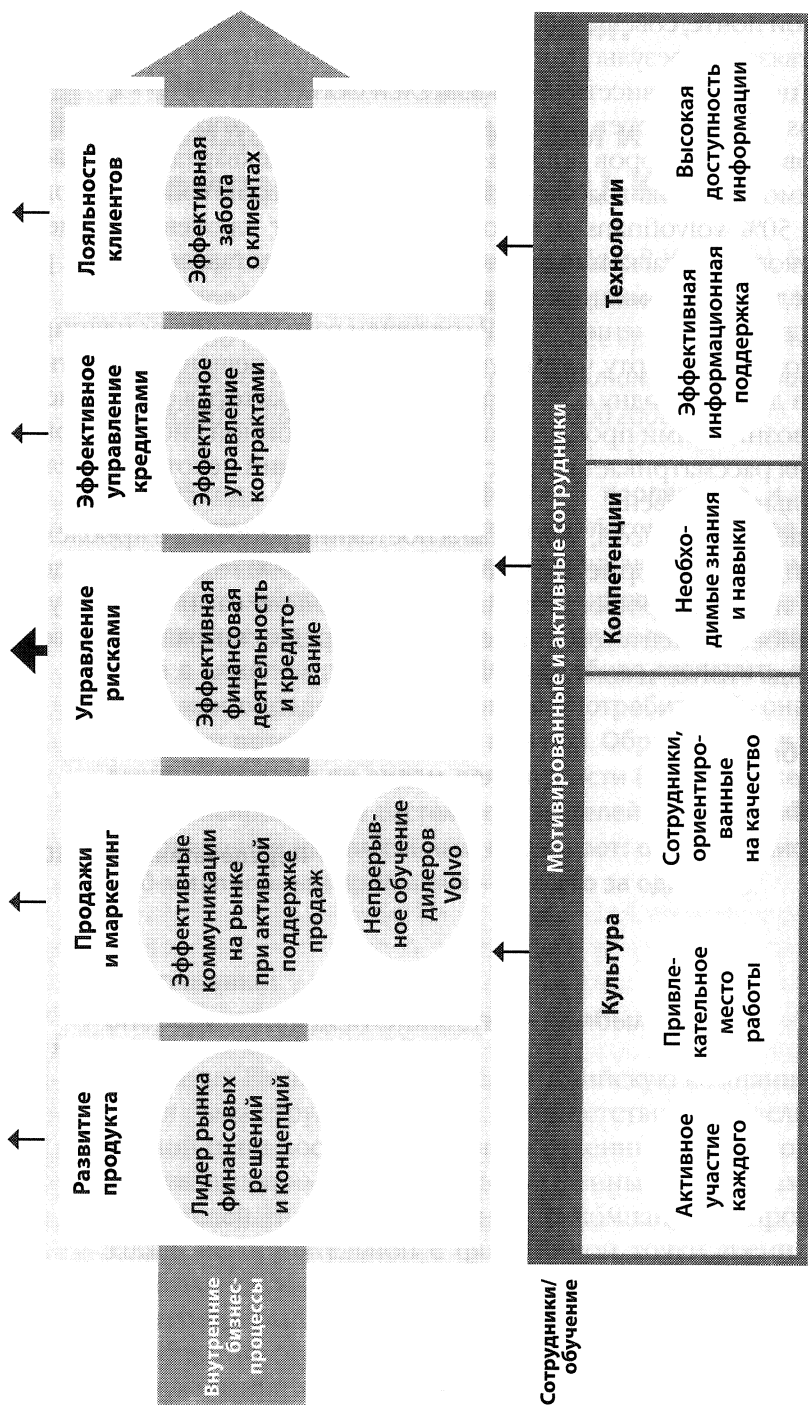 Внутренние
бизнес-
процессы
Развитие
продукта
Лидер рынка
финансовых
решений
и концепций
Продажи
и маркетинг
Эффективные
коммуникации
на рынке
при активной
поддержке
продаж
Непрерыв-
ное обучение
дилеров
Volvo
Управление
рисками
Эффективная
финансовая
деятельность
и кредито-
вание
Эффективное
управление
кредитами
Эффективное
управление
контрактами
Лояльность
клиентов
Эффективная
забота
о клиентах
Сотрудники/
обучение
Мотивированные и активные сотрудники
Культура
Активное
участие
каждого
Привле-
кательное
место
работы
Сотрудники,
ориентиро-
ванные
на качество
Компетенции
Необхо-
димые знания
и навыки
Технологии
Эффективная
информационная
поддержка
Высокая
доступность
информации